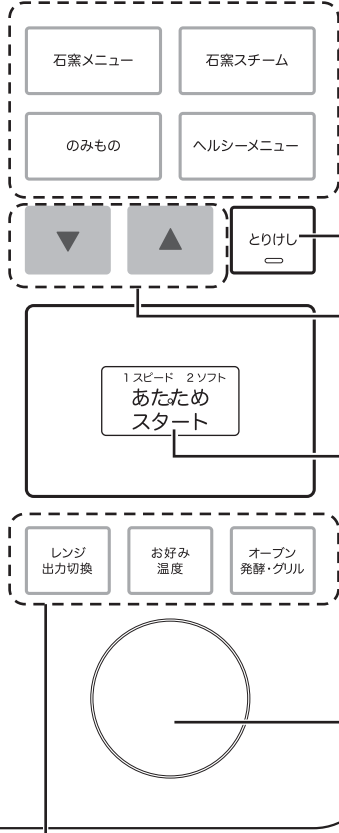 石窯メニュー
石窯スチーム
のみもの
ヘルシーメニュー
▼
▲
とりけし
1 スピード 2 ソフト
あたため
スタート
レンジ
出力切換
お好み
温度
オーブン
発酵・グリル